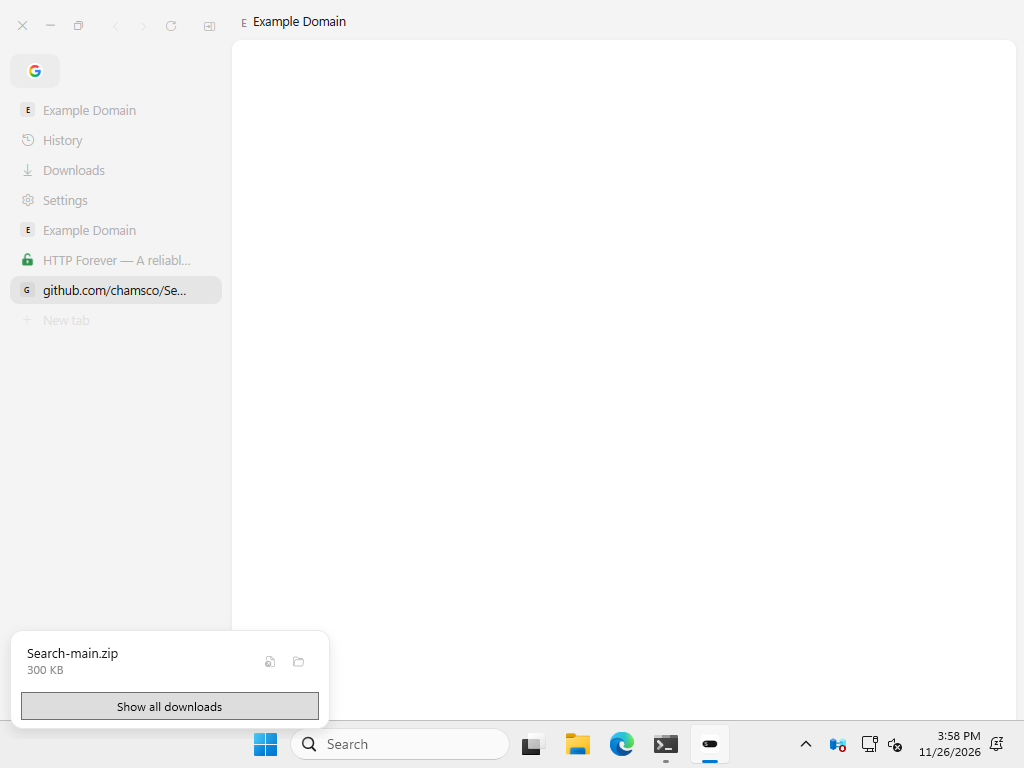 E Example Domain
E Example Domain
History
Downloads
Settings
E Example Domain
HTTP Forever — A reliabl...
G github.com/chamsco/Se...
+ New tab
Search-main.zip
300 KB
Show all downloads
Search
3:58 PM
11/26/2026